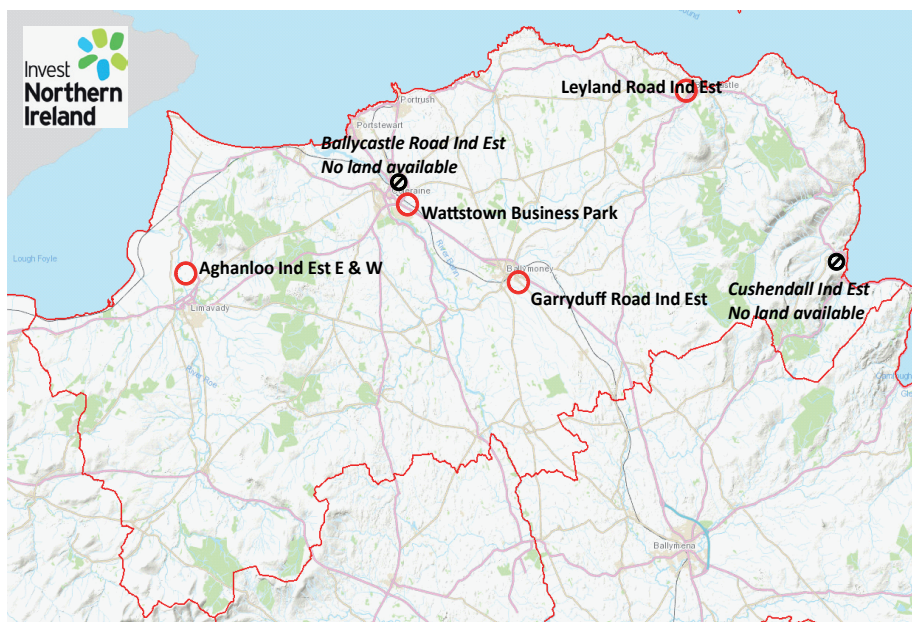 Invest
Northern
Ireland
Leyland Road Ind Est
Portrush
Portstewart
Ballycastle Road Ind Est
No land available
Wattstown Business Park
Lough Foyle
Aghanloo Ind Est E & W
River Bann
Ballymoney
Garryduff Road Ind Est
Cushendall Ind Est
No land available
Limavady
River Roe
Ballymena